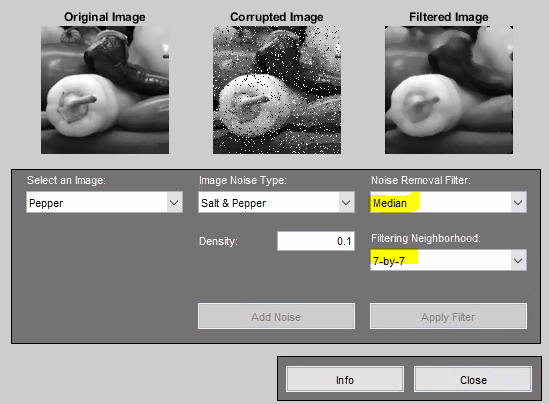 Original Image
Corrupted Image
Filtered Image
Select an Image:
Image Noise Type:
Noise Removal Filter:
Pepper
Salt & Pepper
Median
Density:
0.1
Filtering Neighborhood:
7-by-7
Add Noise
Apply Filter
Info
Close